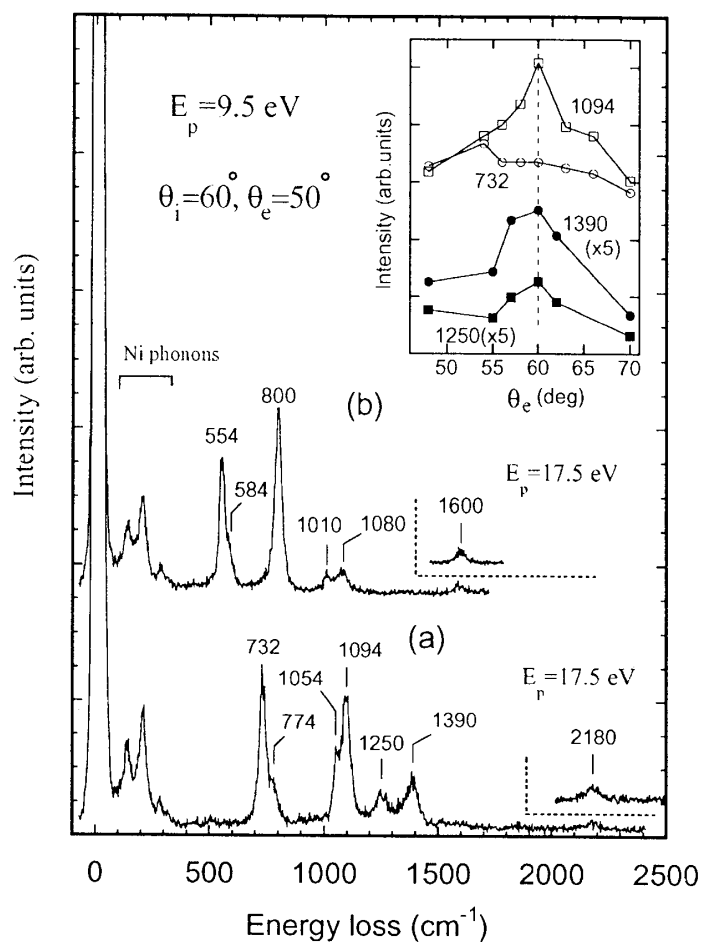 E_p=9.5 eV
θ_i=60°, θ_e=50°
Intensity (arb.units)
1094
732
1390
(x5)
1250(x5)
50 55 60 65 70
θ_e (deg)
Intensity (arb. units)
Ni phonons
(b)
800
554
584
1010
1080
E_p=17.5 eV
1600
(a)
732
774
1054
1094
1250
1390
E_p=17.5 eV
2180
0 500 1000 1500 2000 2500
Energy loss (cm⁻¹)